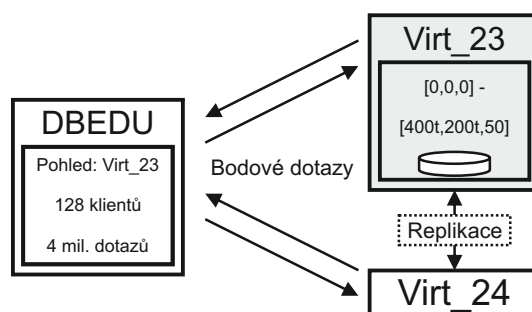 Virt_23
[0,0,0] -
[400t,200t,50]
DBEDU
Pohled: Virt_23
128 klientů
4 mil. dotazů
Bodové dotazy
Replikace
Virt_24